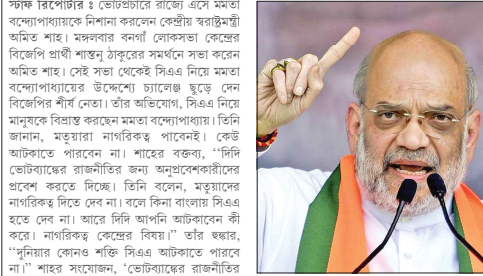 স্টাফ রিপোর্টার : ভোটপ্রচারে রাজ্যে এসে মমতা
বন্দ্যোপাধ্যায়কে নিশানা করলেন কেন্দ্রীয় স্বরাষ্ট্রমন্ত্রী
অমিত শাহ। মঙ্গলবার বনগাঁ লোকসভা কেন্দ্রের
বিজেপি প্রার্থী শান্তনু ঠাকুরের সমর্থনে সভা করেন
অমিত শাহ। সেই সভা থেকেই সিএএ নিয়ে মমতা
বন্দ্যোপাধ্যায়ের উদ্দেশ্যে চ্যালেঞ্জ ছুড়ে দেন
বিজেপির শীর্ষ নেতা। তাঁর অভিযোগ, সিএএ নিয়ে
মানুষকে বিভ্রান্ত করছেন মমতা বন্দ্যোপাধ্যায়। তিনি
জানান, মতুয়ারা নাগরিকত্ব পাবেনই। কেউ
আটকাতে পারবেন না। শাহের বক্তব্য, ‘‘দিদি
ভোটব্যাঙ্কের রাজনীতির জন্য অনুপ্রবেশকারীদের
প্রবেশ করতে দিচ্ছে। তিনি বলেন, মতুয়াদের
নাগরিকত্ব দিতে দেব না। বলে কিনা বাংলায় সিএএ
হতে দেব না। আরে দিদি আপনি আটকাবেন কী
করে। নাগরিকত্ব কেন্দ্রের বিষয়।’’ তাঁর হুঙ্কার,
‘‘দুনিয়ার কোনও শক্তি সিএএ আটকাতে পারবে
না।’’ শাহর সংযোজন, ‘ভোটব্যাঙ্কের রাজনীতির